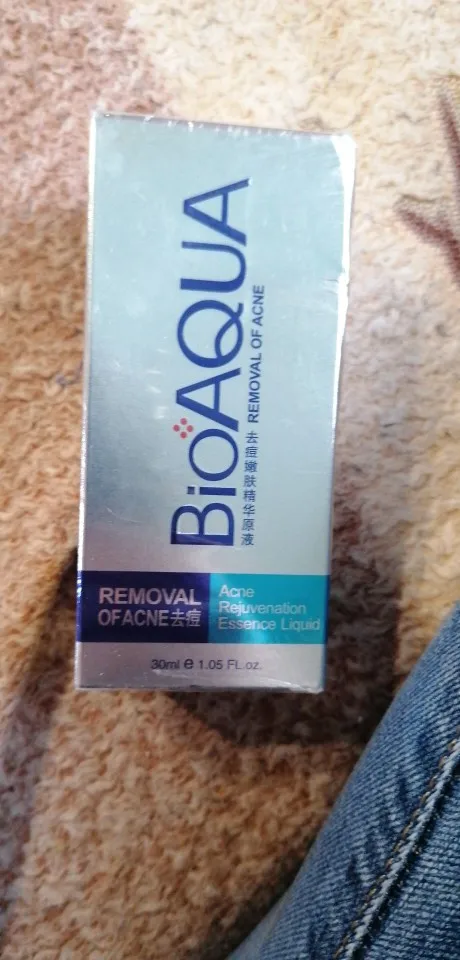 BioAQUA
去痘嫩肤精华原液 REMOVAL OF ACNE
REMOVAL
OFACNE去痘
Acne
Rejuvenation
Essence Liquid
30ml e 1.05 FL.oz.